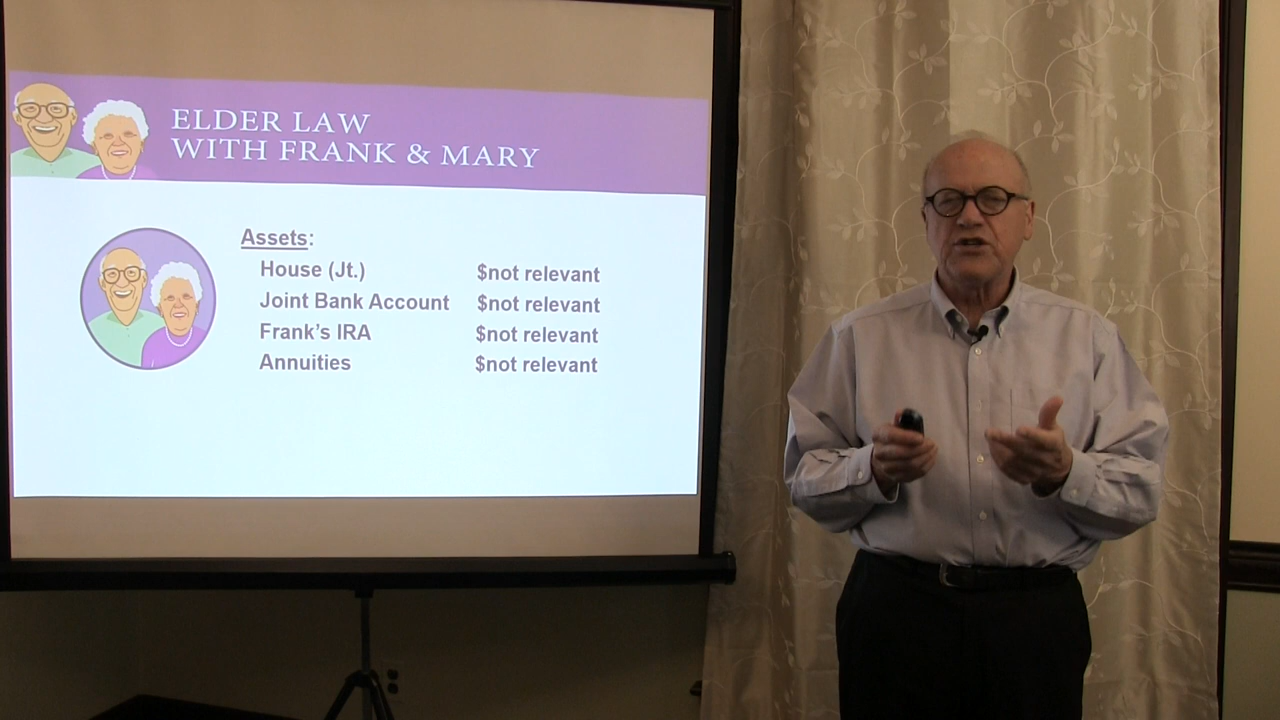 ELDER LAW
WITH FRANK & MARY
Assets:
House (Jt.) $not relevant
Joint Bank Account $not relevant
Frank's IRA $not relevant
Annuities $not relevant